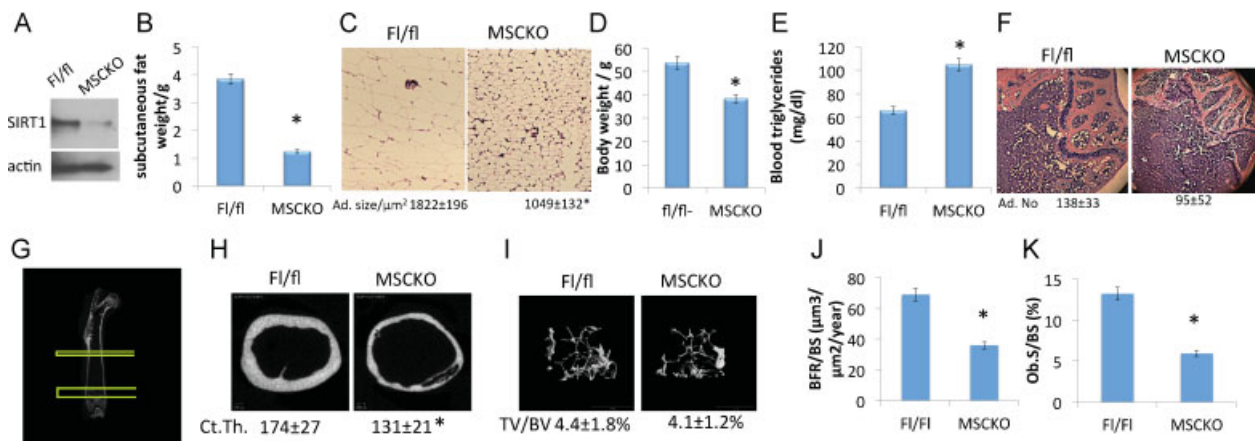 A
Fl/fl
MSCKO
SIRT1
actin
B
subcutaneous fat
weight/g
5
4
3
2
1
0
*
Fl/fl
MSCKO
C
Fl/fl
MSCKO
Ad. size/µm² 1822±196
1049±132*
D
Body weight / g
60
50
40
30
20
10
0
*
fl/fl-
MSCKO
E
Blood triglycerides
(mg/dl)
120
100
80
60
40
20
0
*
Fl/fl
MSCKO
F
Fl/fl
MSCKO
Ad. No
138±33
95±52
G
H
Fl/fl
MSCKO
Ct.Th.
174±27
131±21*
I
Fl/fl
MSCKO
TV/BV
4.4±1.8%
4.1±1.2%
J
BFR/BS (µm3/
µm2/year)
80
60
40
20
0
*
Fl/Fl
MSCKO
K
Ob.S/BS (%)
15
10
5
0
*
Fl/Fl
MSCKO